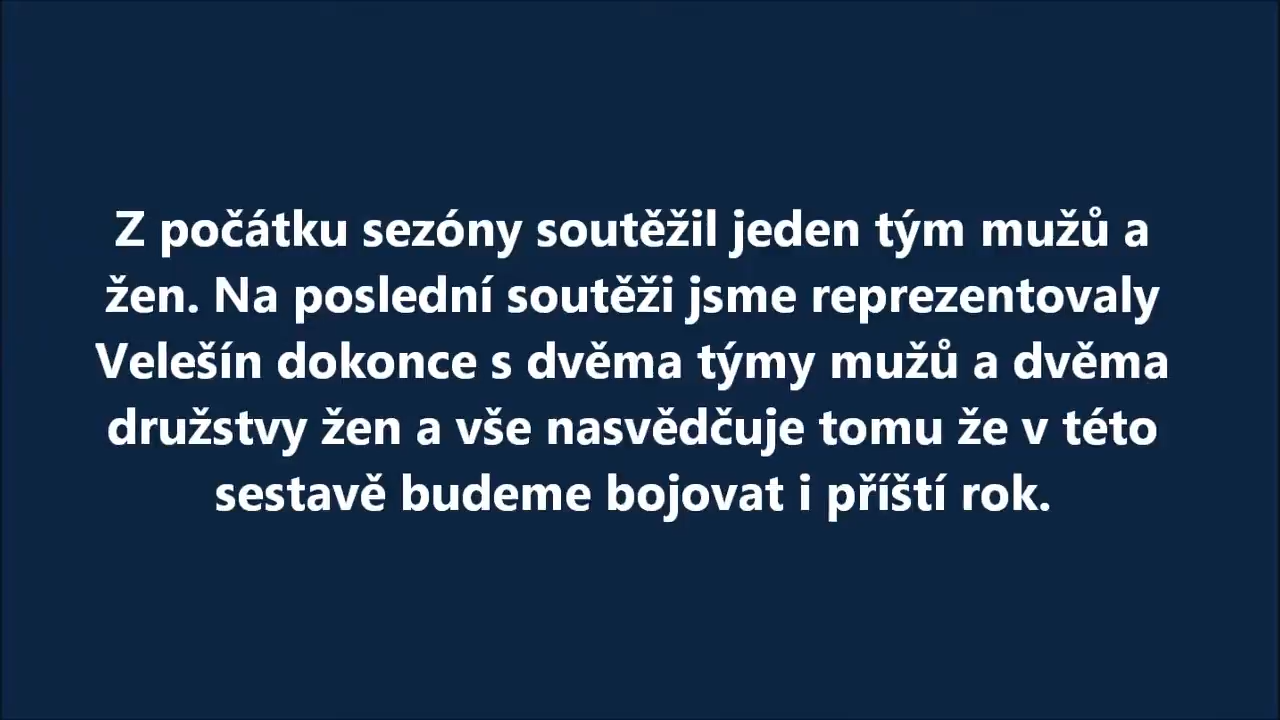 Z počátku sezóny soutěžil jeden tým mužů a
žen. Na poslední soutěži jsme reprezentovaly
Velešín dokonce s dvěma týmy mužů a dvěma
družstvy žen a vše nasvědčuje tomu že v této
sestavě budeme bojovat i příští rok.